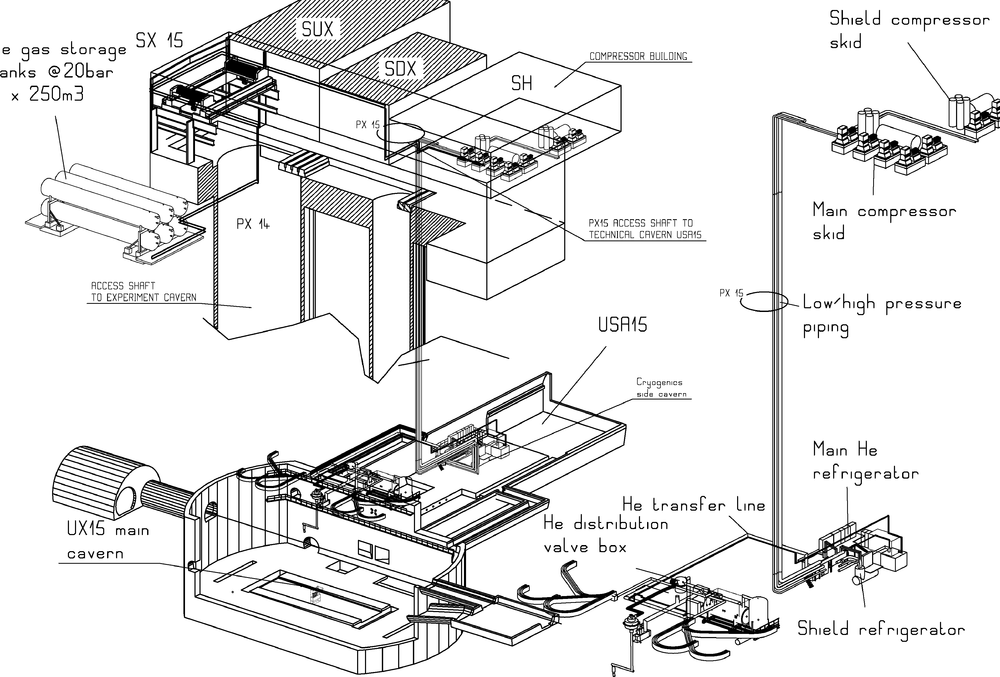 SUX
SX 15
e gas storage
anks @20bar
x 250m3
SDX
COMPRESSOR BUILDING
SH
PX 15
Shield compressor
skid
Main compressor
skid
PX 14
PX15 ACCESS SHAFT TO
TECHNICAL CAVERN USA15
ACCESS SHAFT
TO EXPERIMENT CAVERN
PX 15
Low/high pressure
piping
USA15
Cryogenics
side cavern
Main He
refrigerator
He transfer line
He distribution
valve box
UX15 main
cavern
Shield refrigerator